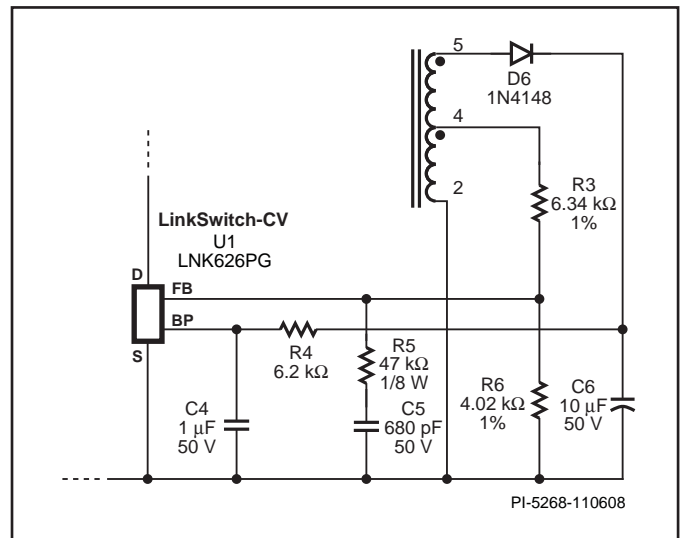 5
D6
1N4148
4
2
R3
6.34 kΩ
1%
LinkSwitch-CV
U1
LNK626PG
D
FB
BP
S
R4
6.2 kΩ
R5
47 kΩ
1/8 W
C4
1 μF
50 V
C5
680 pF
50 V
R6
4.02 kΩ
1%
C6
10 μF
50 V
PI-5268-110608